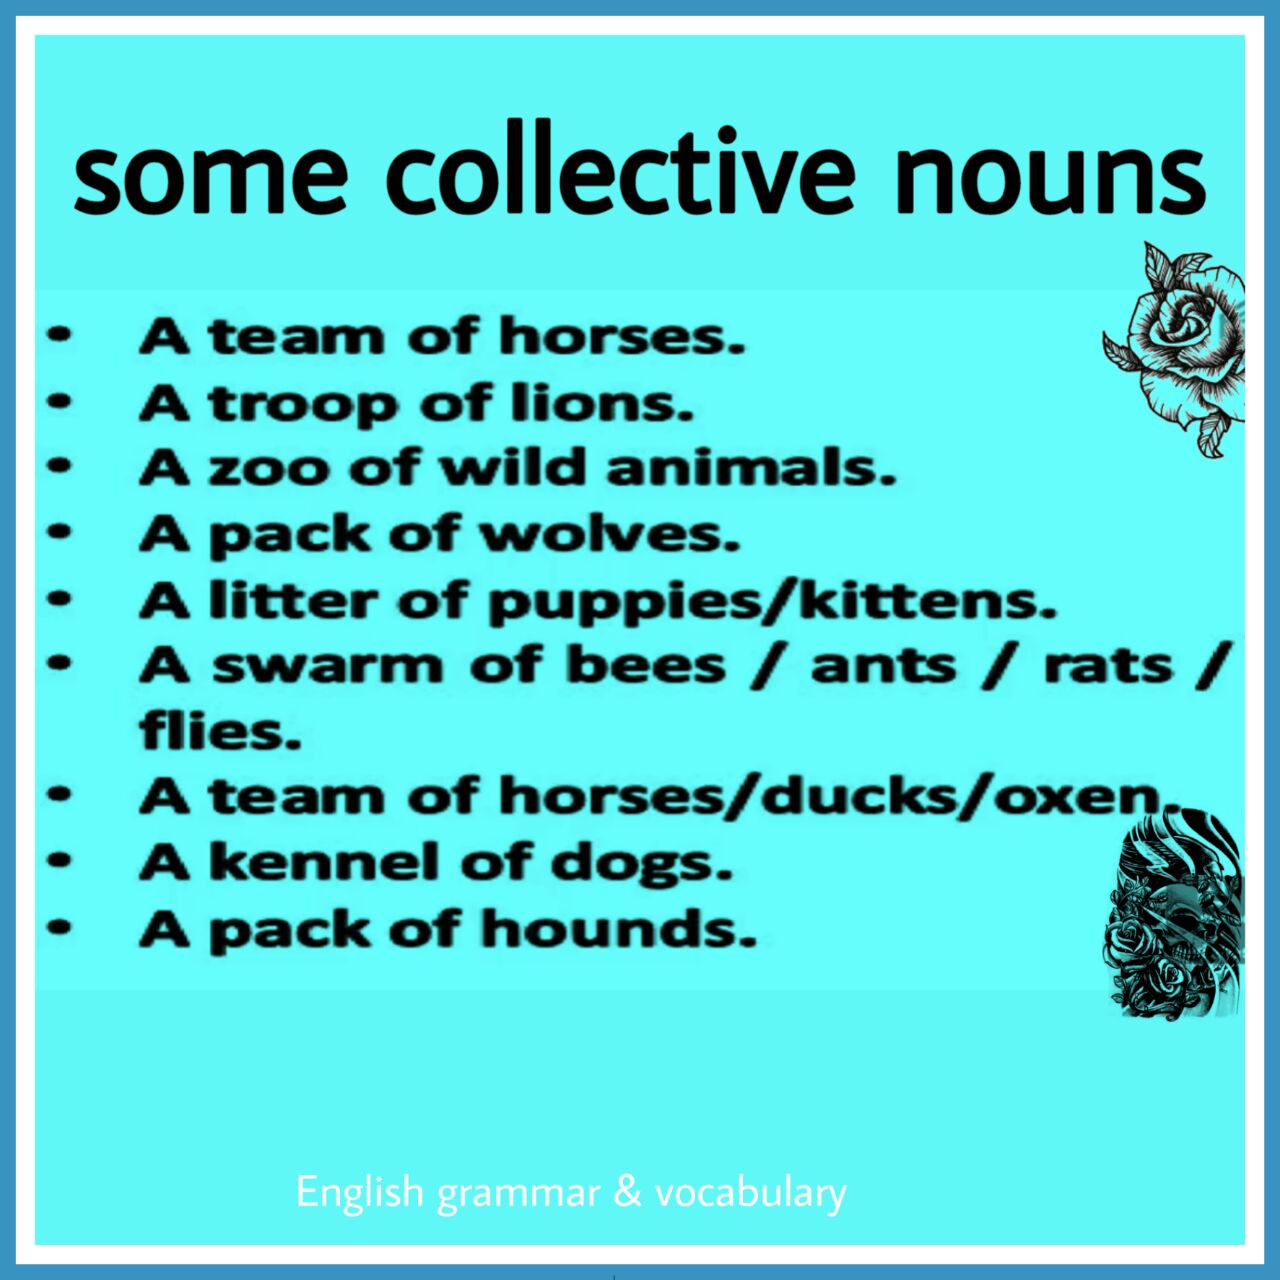 some collective nouns
• A team of horses.
• A troop of lions.
• A zoo of wild animals.
• A pack of wolves.
• A litter of puppies/kittens.
• A swarm of bees / ants / rats /
flies.
• A team of horses/ducks/oxen.
• A kennel of dogs.
• A pack of hounds.
English grammar & vocabulary